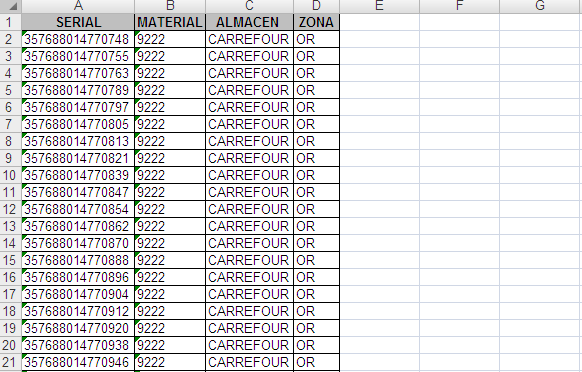 A B C D E F G
1 SERIAL MATERIAL ALMACEN ZONA
2 357688014770748 9222 CARREFOUR OR
3 357688014770755 9222 CARREFOUR OR
4 357688014770763 9222 CARREFOUR OR
5 357688014770789 9222 CARREFOUR OR
6 357688014770797 9222 CARREFOUR OR
7 357688014770805 9222 CARREFOUR OR
8 357688014770813 9222 CARREFOUR OR
9 357688014770821 9222 CARREFOUR OR
10 357688014770839 9222 CARREFOUR OR
11 357688014770847 9222 CARREFOUR OR
12 357688014770854 9222 CARREFOUR OR
13 357688014770862 9222 CARREFOUR OR
14 357688014770870 9222 CARREFOUR OR
15 357688014770888 9222 CARREFOUR OR
16 357688014770896 9222 CARREFOUR OR
17 357688014770904 9222 CARREFOUR OR
18 357688014770912 9222 CARREFOUR OR
19 357688014770920 9222 CARREFOUR OR
20 357688014770938 9222 CARREFOUR OR
21 357688014770946 9222 CARREFOUR OR